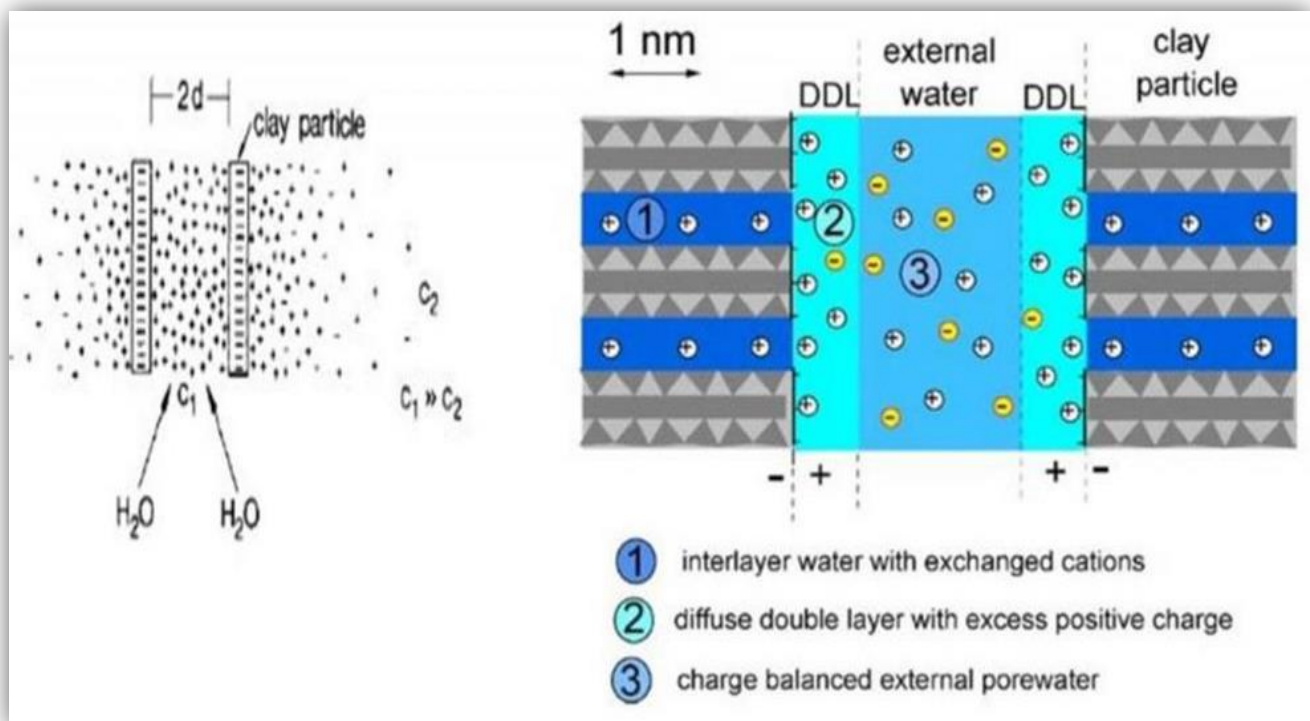 2d
clay particle
C₁
C₂
C₁ » C₂
H₂O H₂O
1 nm
DDL
external
water
DDL
clay
particle
1
2
3
- +
+ -
1 interlayer water with exchanged cations
2 diffuse double layer with excess positive charge
3 charge balanced external porewater